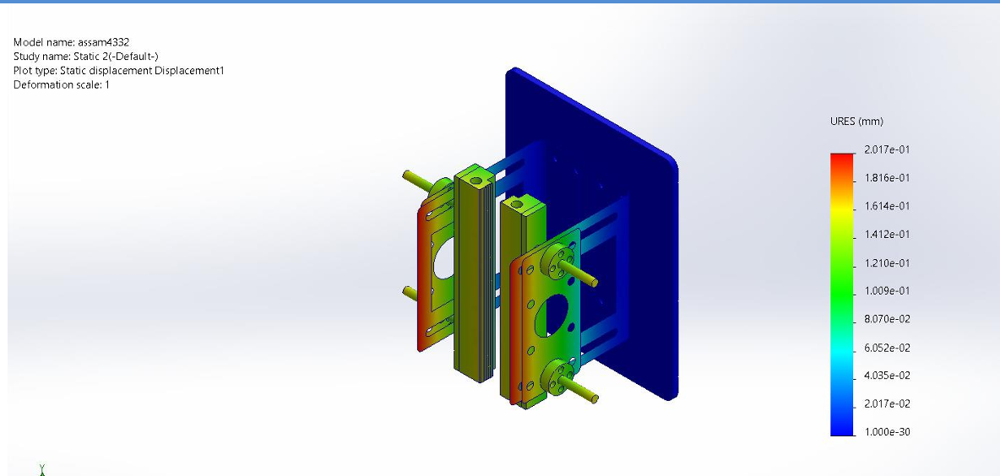 Model name: assam4332
Study name: Static 2(-Default-)
Plot type: Static displacement Displacement1
Deformation scale: 1
URES (mm)
2.017e-01
1.816e-01
1.614e-01
1.412e-01
1.210e-01
1.009e-01
8.070e-02
6.052e-02
4.035e-02
2.017e-02
1.000e-30
Y